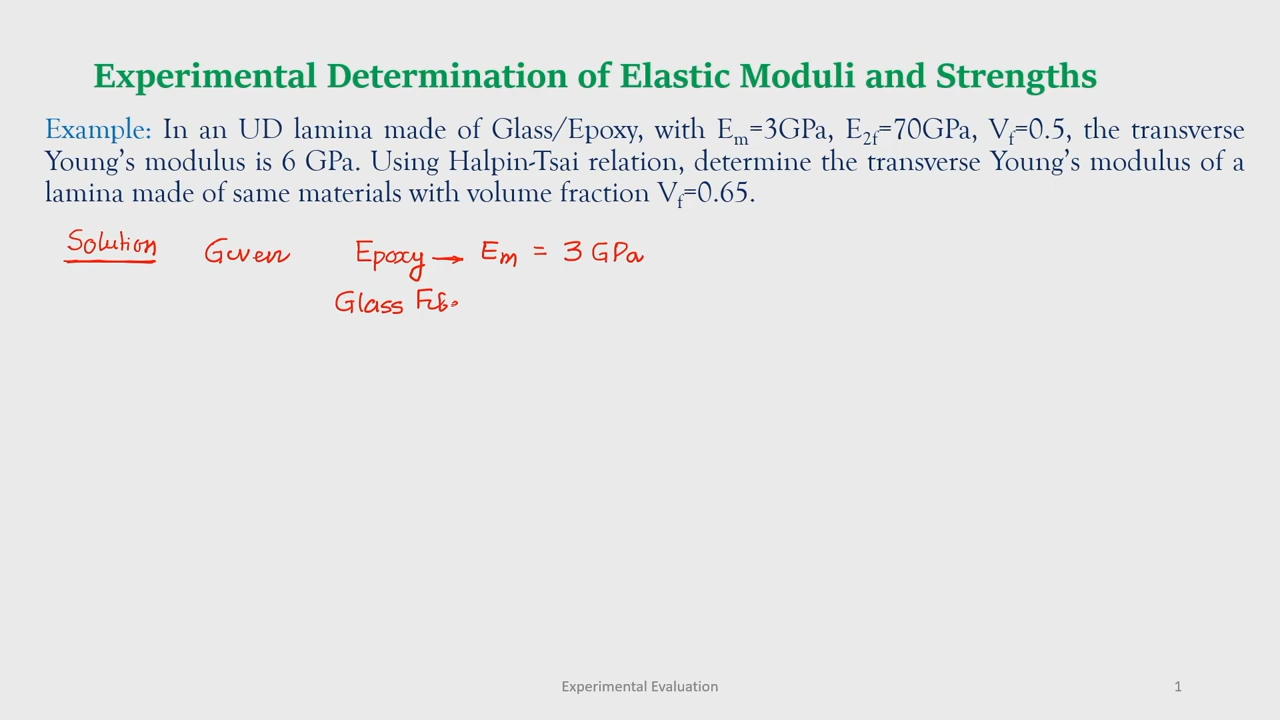 Experimental Determination of Elastic Moduli and Strengths
Example: In an UD lamina made of Glass/Epoxy, with Em=3GPa, E2f=70GPa, Vf=0.5, the transverse
Young's modulus is 6 GPa. Using Halpin-Tsai relation, determine the transverse Young's modulus of a
lamina made of same materials with volume fraction Vf=0.65.
Solution Given Epoxy → Em = 3 GPa
Glass
Experimental Evaluation 1